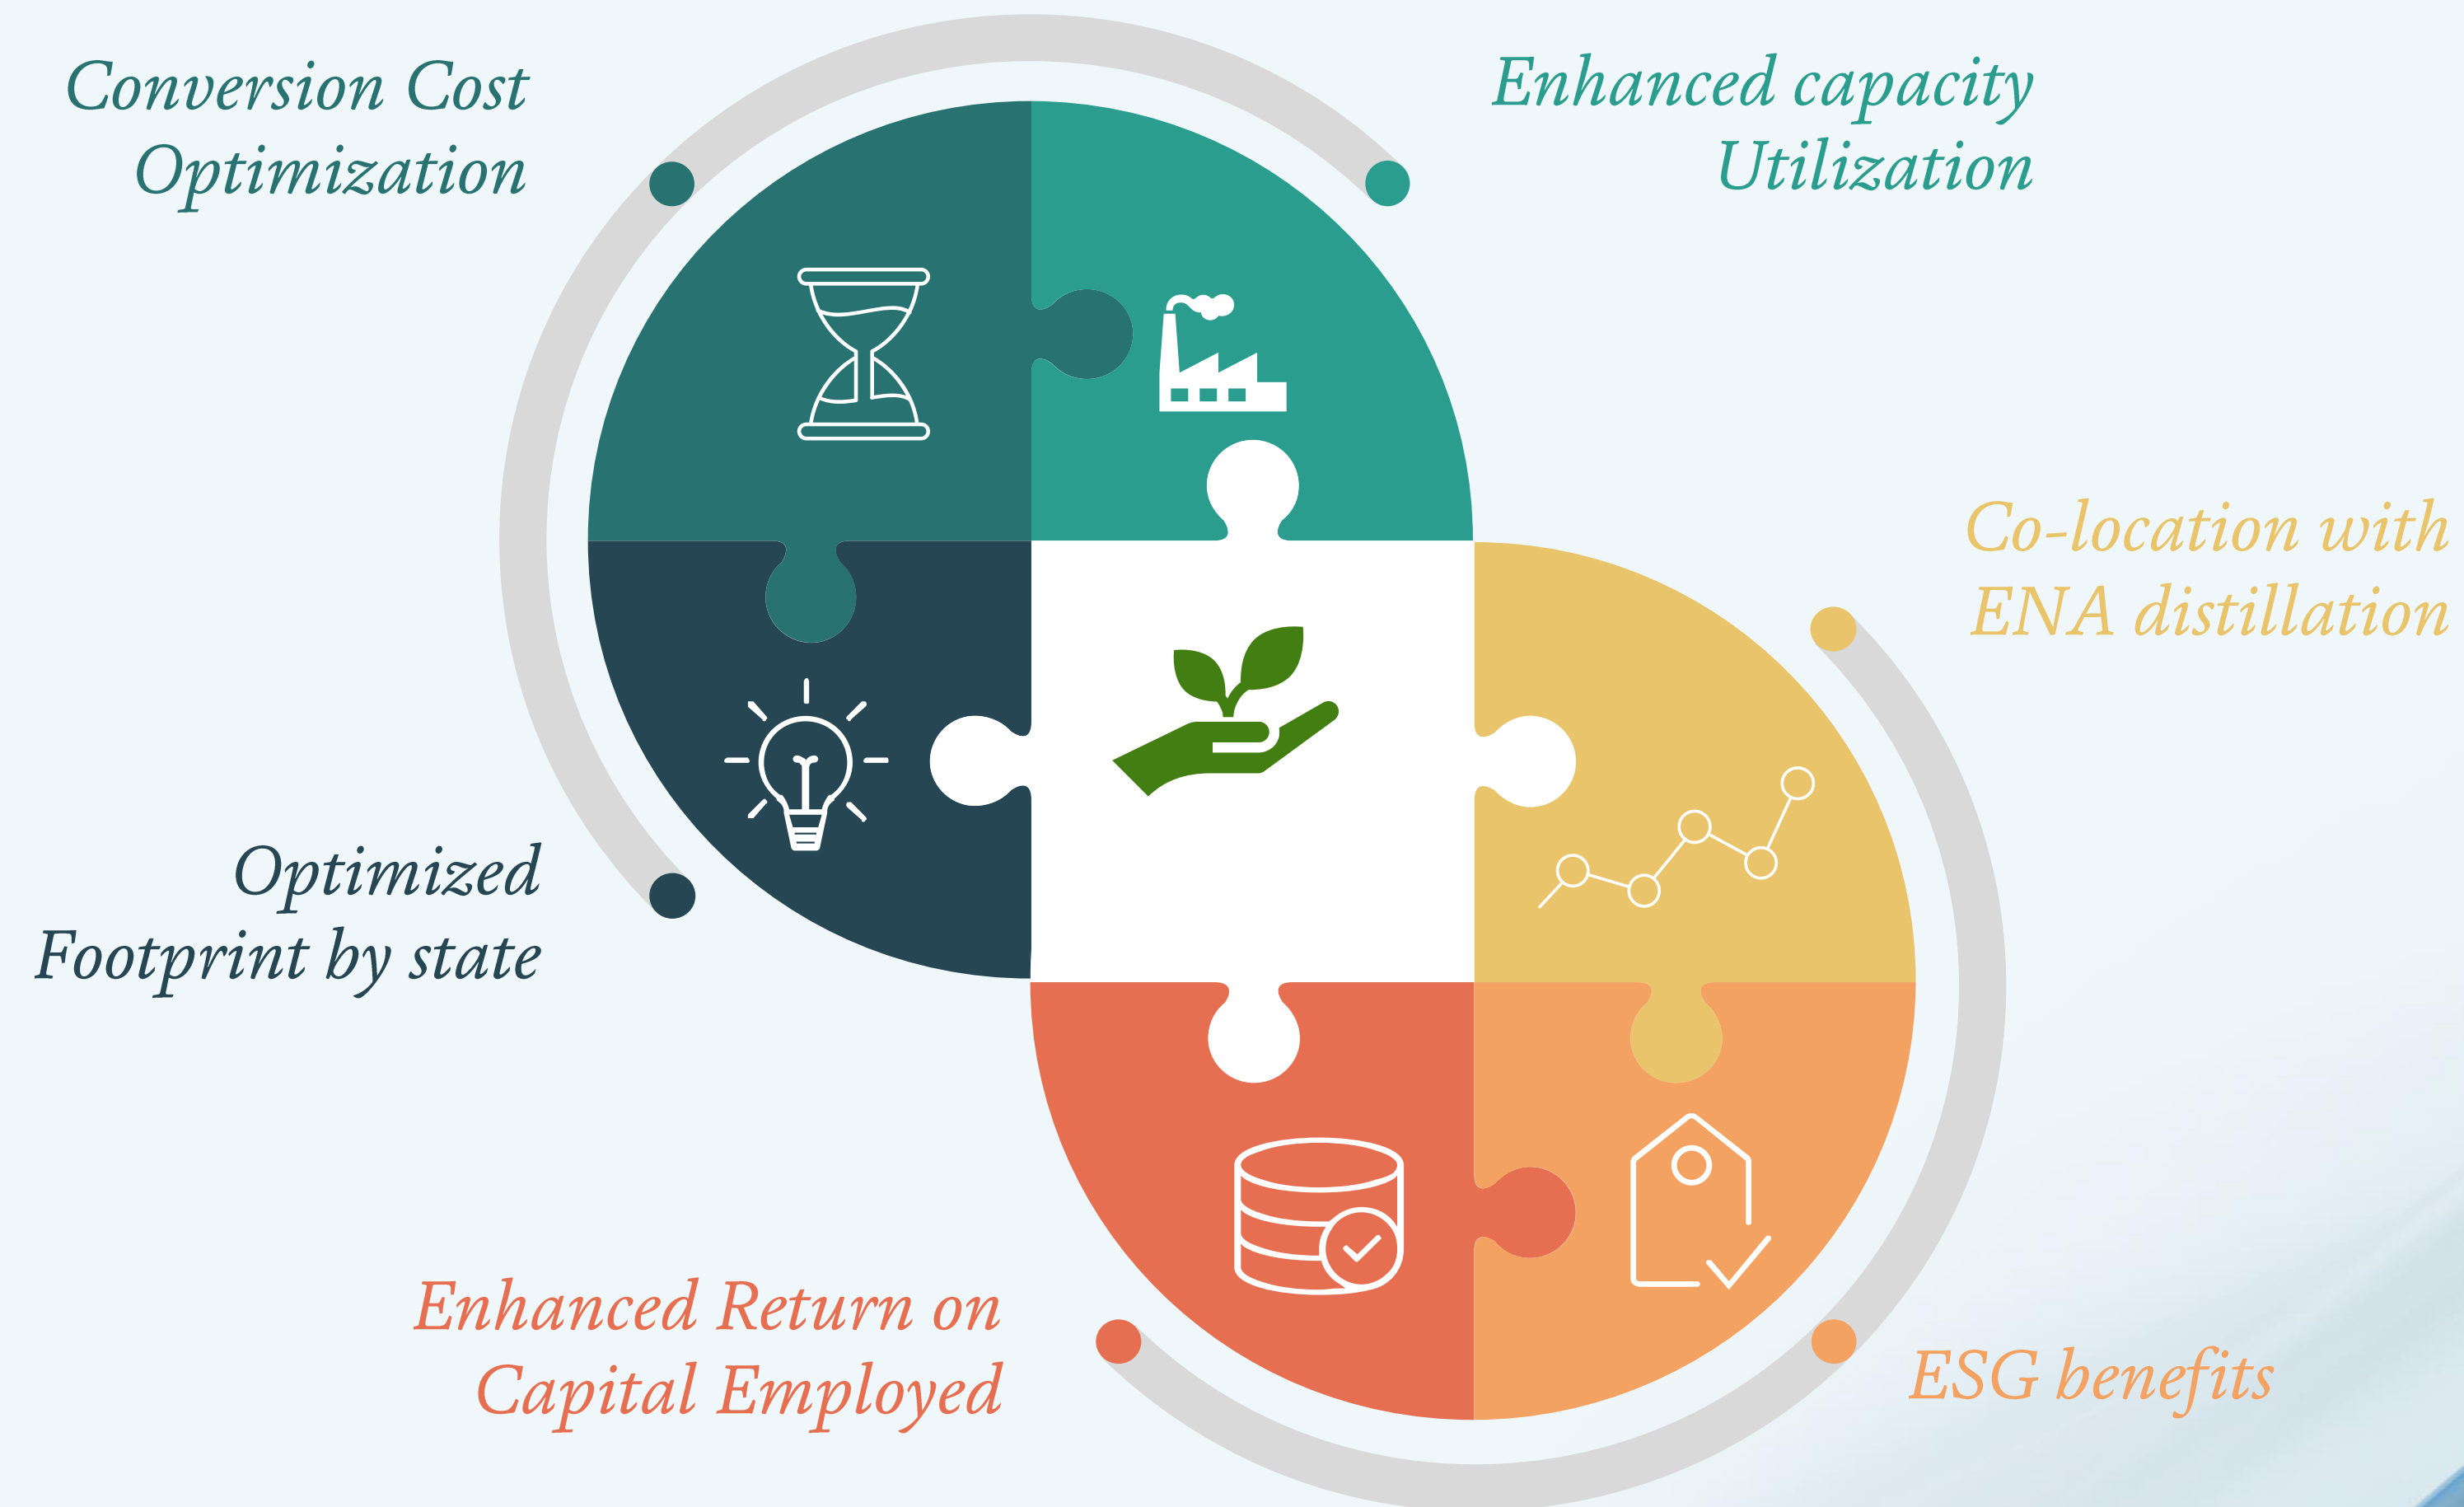 Conversion Cost
Optimization
Enhanced capacity
Utilization
Co-location with
ENA distillation
Optimized
Footprint by state
Enhanced Return on
Capital Employed
ESG benefits